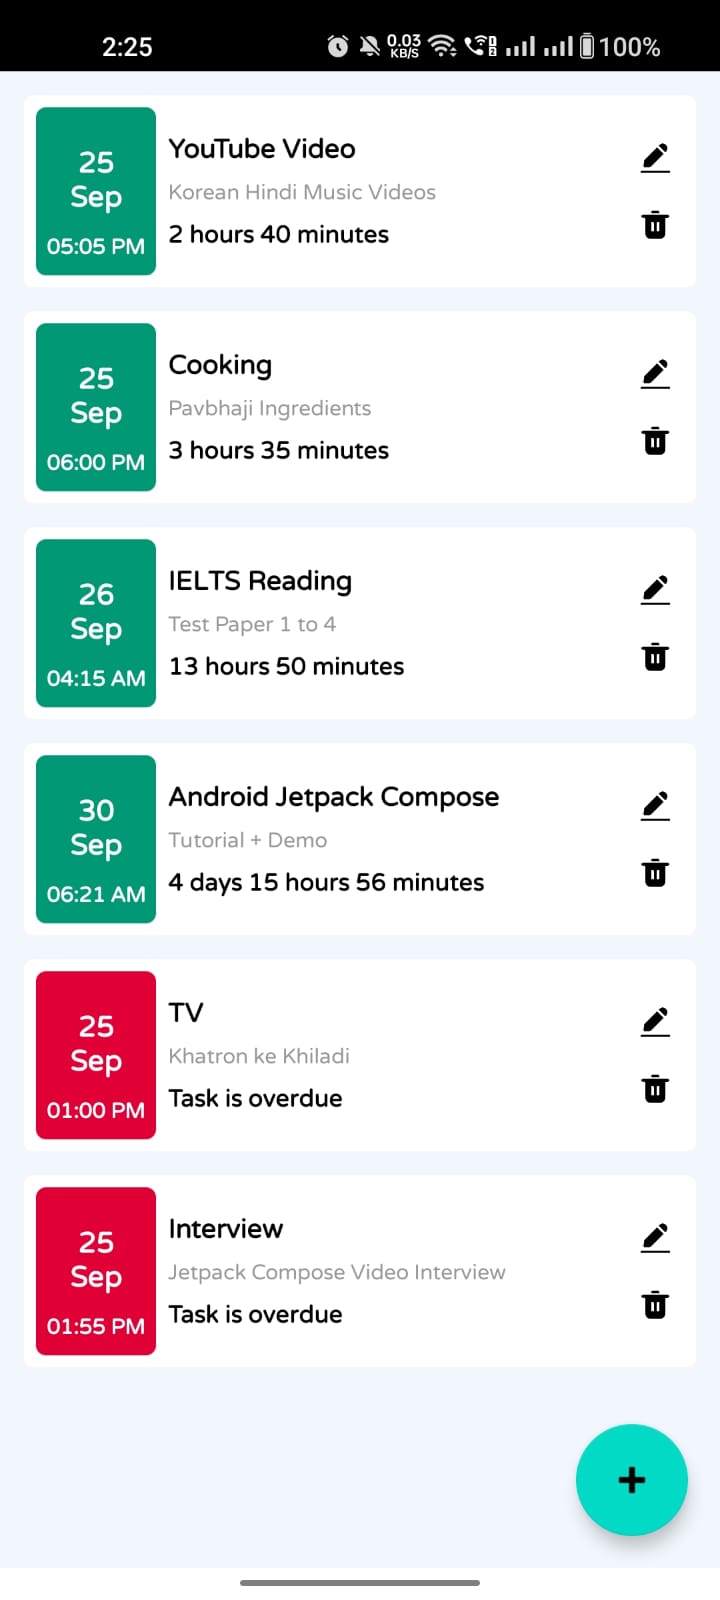 2:25 0.03 KB/S 1 2 100%
25
Sep
05:05 PM
YouTube Video
Korean Hindi Music Videos
2 hours 40 minutes
25
Sep
06:00 PM
Cooking
Pavbhaji Ingredients
3 hours 35 minutes
26
Sep
04:15 AM
IELTS Reading
Test Paper 1 to 4
13 hours 50 minutes
30
Sep
06:21 AM
Android Jetpack Compose
Tutorial + Demo
4 days 15 hours 56 minutes
25
Sep
01:00 PM
TV
Khatron ke Khiladi
Task is overdue
25
Sep
01:55 PM
Interview
Jetpack Compose Video Interview
Task is overdue
+